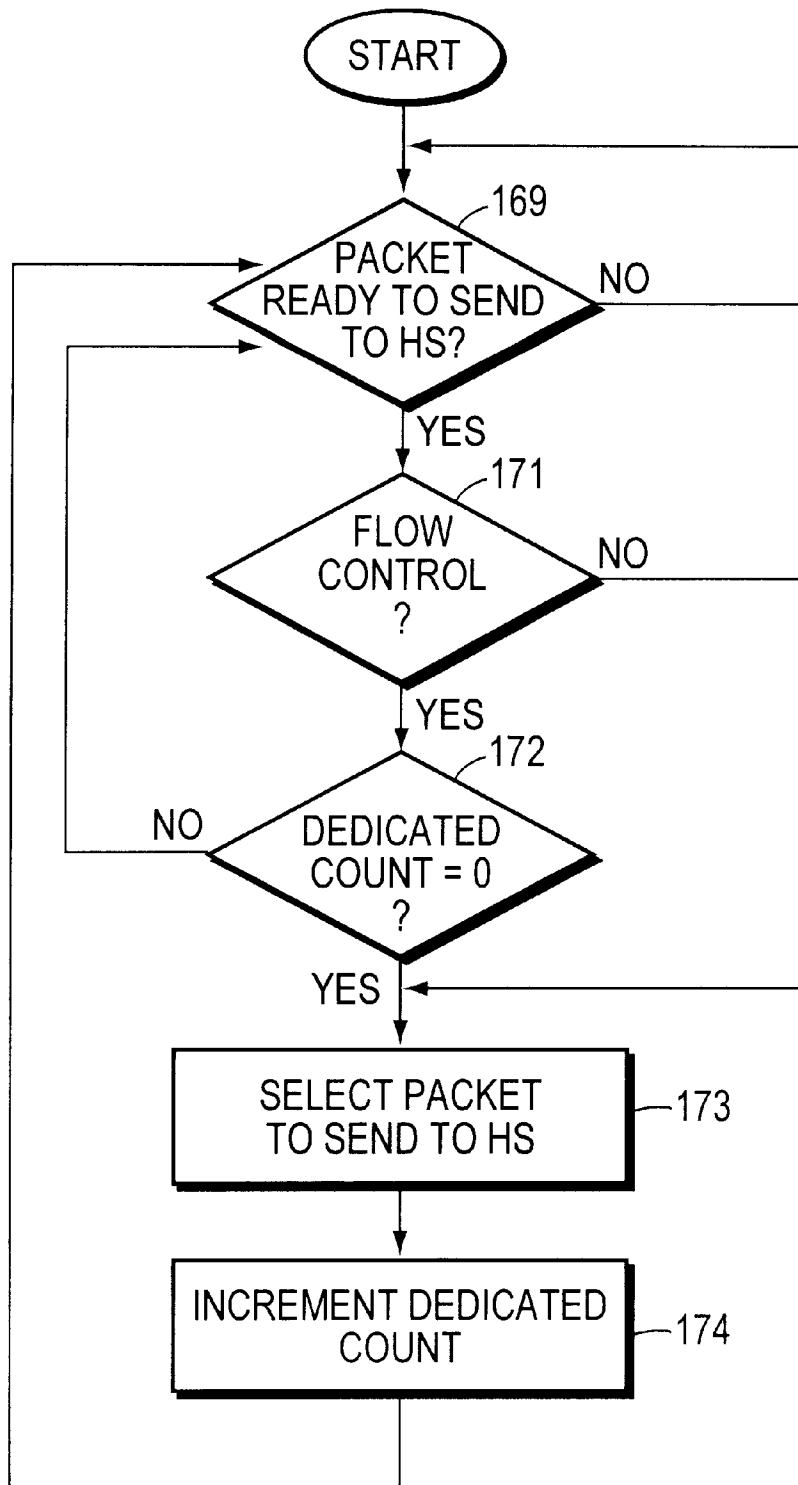 START
169
PACKET
READY TO SEND
TO HS?
NO
YES
171
FLOW
CONTROL
?
NO
YES
172
NO
DEDICATED
COUNT = 0
?
YES
SELECT PACKET
TO SEND TO HS
173
INCREMENT DEDICATED
COUNT
174